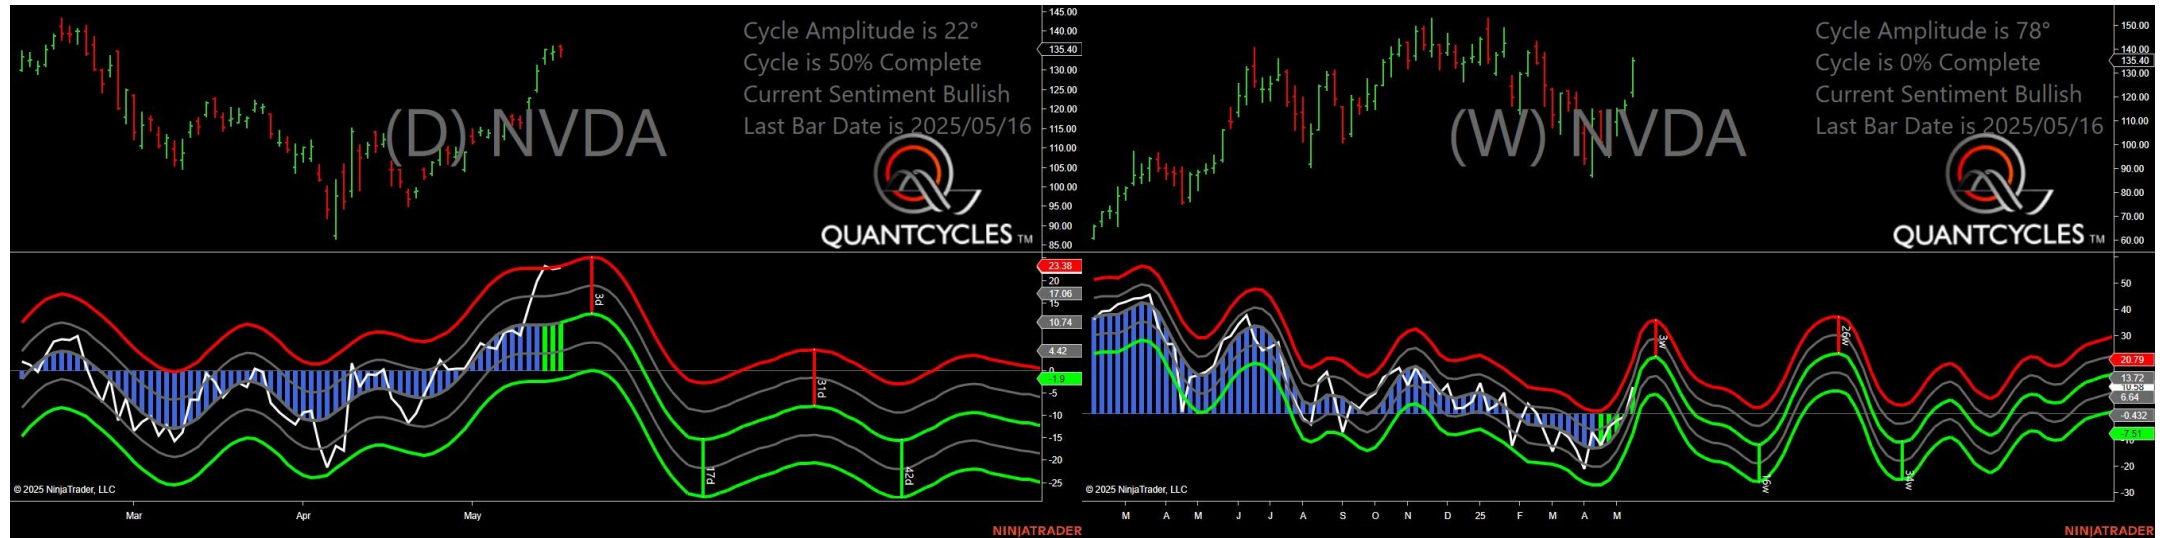 Cycle Amplitude is 22°
Cycle is 50% Complete
Current Sentiment Bullish
Last Bar Date is 2025/05/16
(D) NVDA
QUANTCYCLES TM
145.00
140.00
135.40
130.00
125.00
120.00
115.00
110.00
105.00
100.00
95.00
90.00
85.00
23.38
20
17.06
15
10.74
4.42
0
-1.9
-5
-10
-15
-20
-25
3d
17d
31d
42d
© 2025 NinjaTrader, LLC
Mar
Apr
May
NINJATRADER
Cycle Amplitude is 78°
Cycle is 0% Complete
Current Sentiment Bullish
Last Bar Date is 2025/05/16
(W) NVDA
QUANTCYCLES TM
150.00
140.00
135.40
130.00
120.00
110.00
100.00
90.00
80.00
70.00
60.00
50
40
30
20.79
13.72
10.58
6.64
-0.432
-7.51
-20
-30
3w
16w
26w
© 2025 NinjaTrader, LLC
M A M J J A S O N D 25 F M A M
NINJATRADER